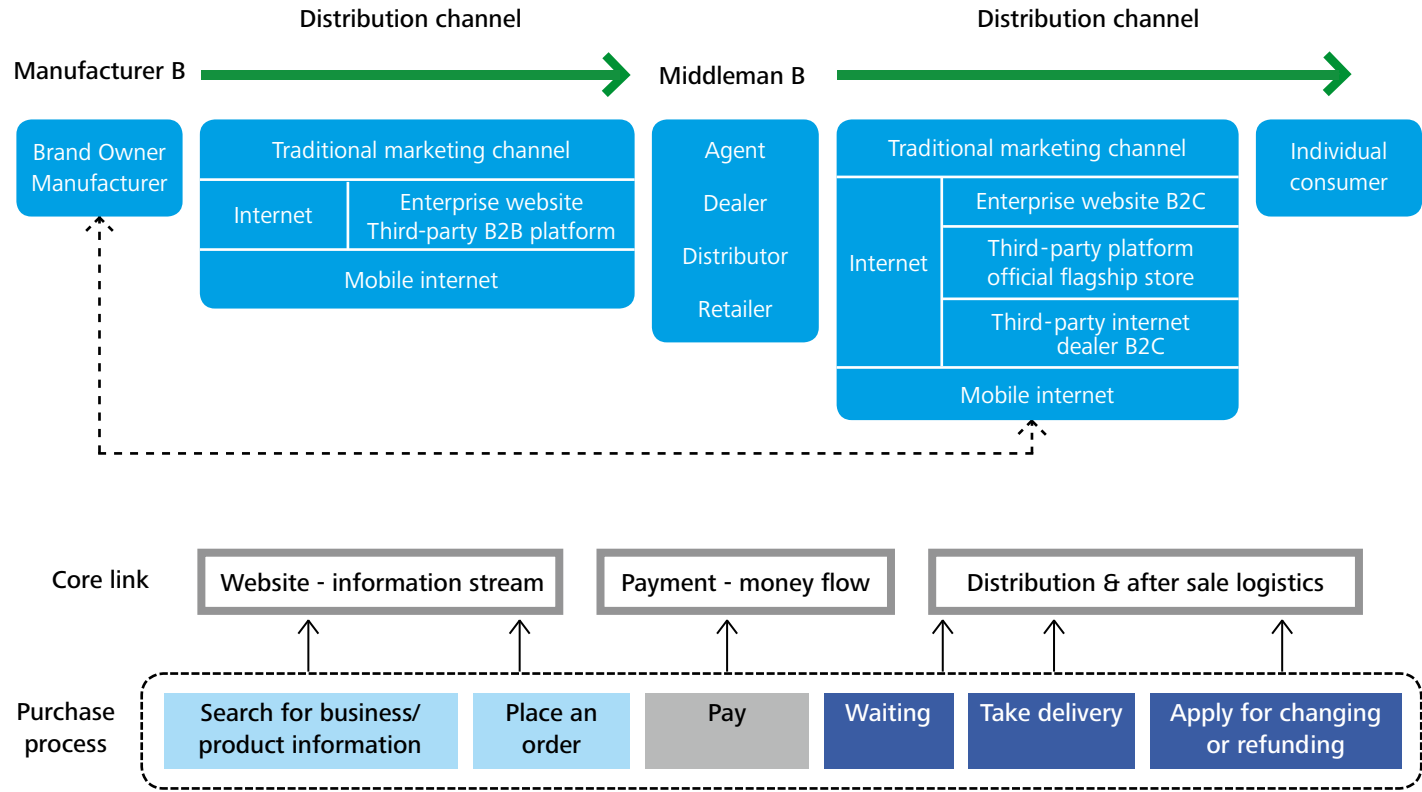 Distribution channel
Distribution channel
Manufacturer B
Middleman B
Brand Owner
Manufacturer
Traditional marketing channel
Internet
Enterprise website
Third-party B2B platform
Mobile internet
Agent
Dealer
Distributor
Retailer
Traditional marketing channel
Internet
Enterprise website B2C
Third-party platform
official flagship store
Third-party internet
dealer B2C
Mobile internet
Individual
consumer
Core link
Website - information stream
Payment - money flow
Distribution & after sale logistics
Purchase
process
Search for business/
product information
Place an
order
Pay
Waiting
Take delivery
Apply for changing
or refunding